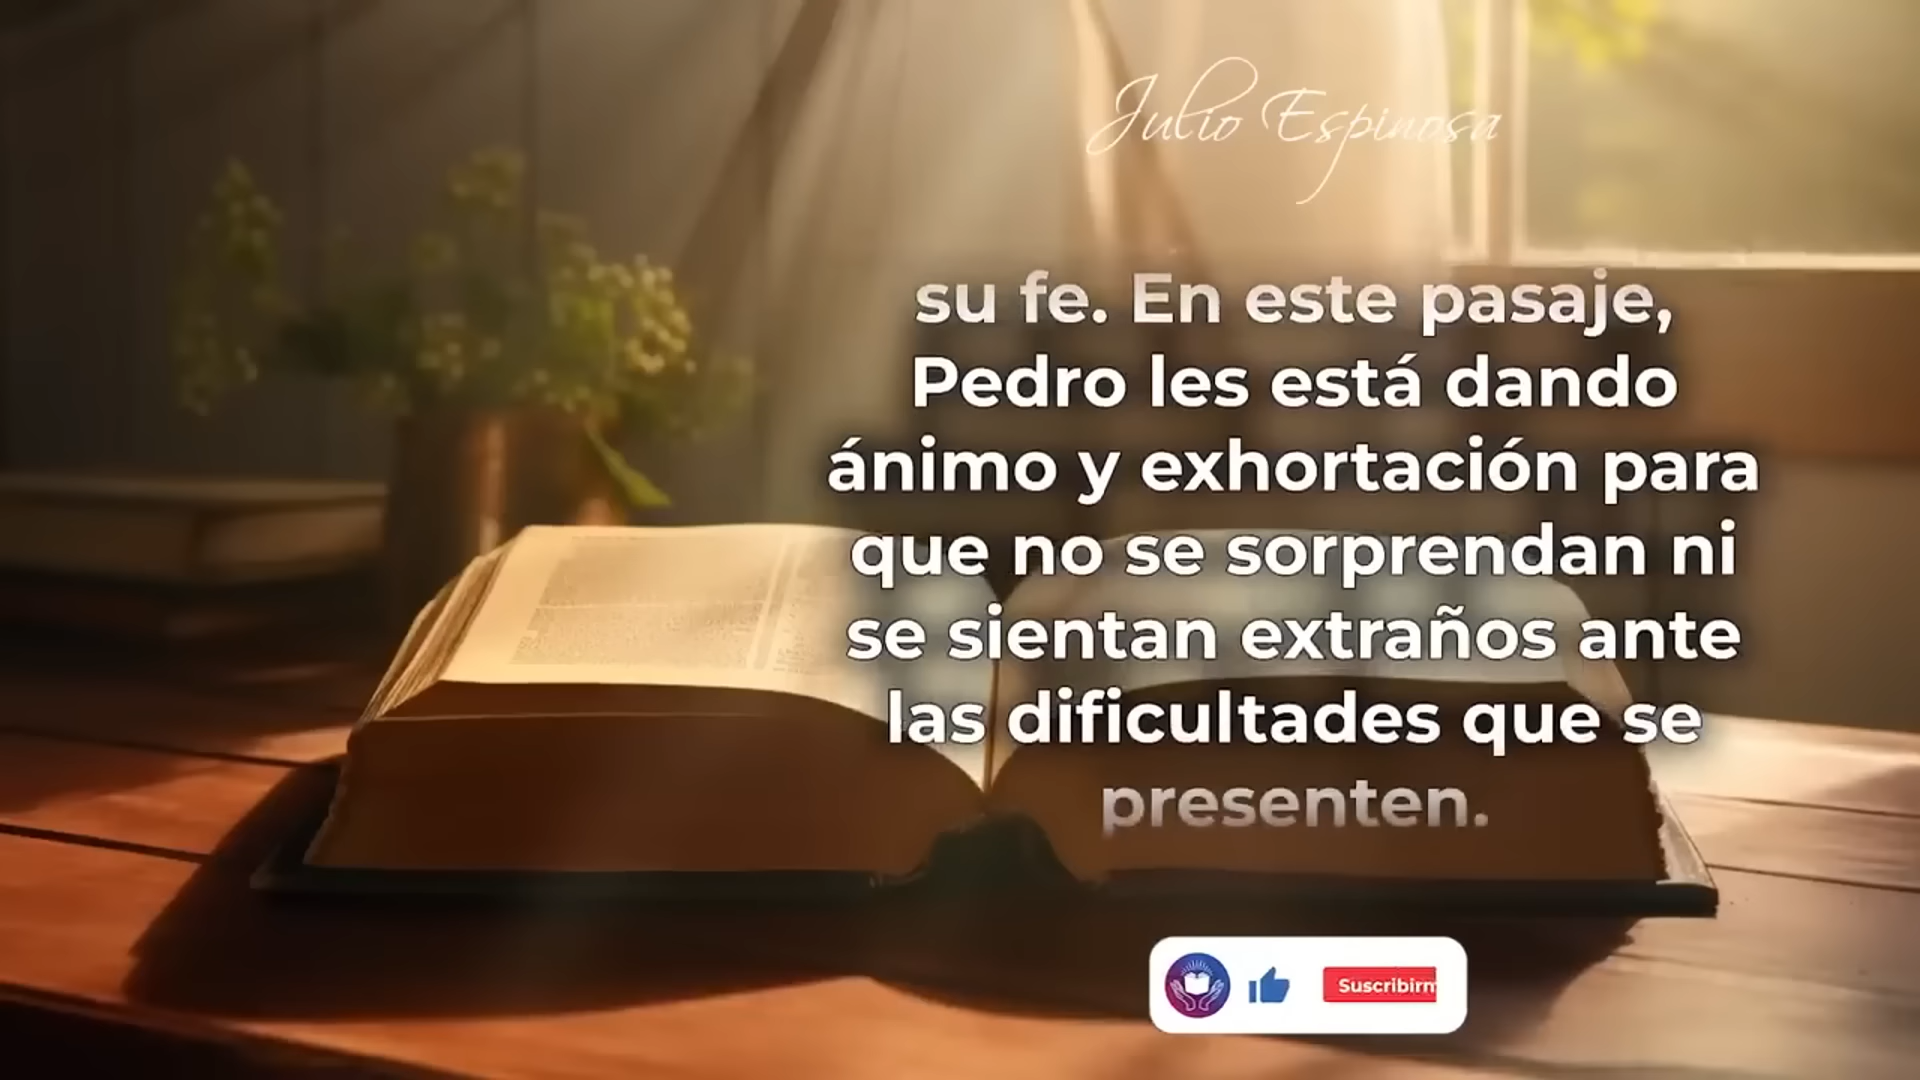 Julio Espinosa
su fe. En este pasaje,
Pedro les está dando
ánimo y exhortación para
que no se sorprendan ni
se sientan extraños ante
las dificultades que se
presenten.
Suscribirm